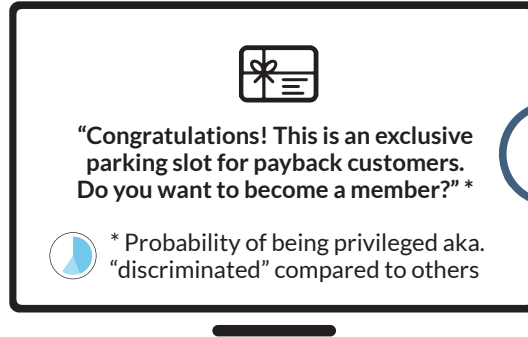 “Congratulations! This is an exclusive
parking slot for payback customers.
Do you want to become a member?” *
* Probability of being privileged aka.
“discriminated” compared to others